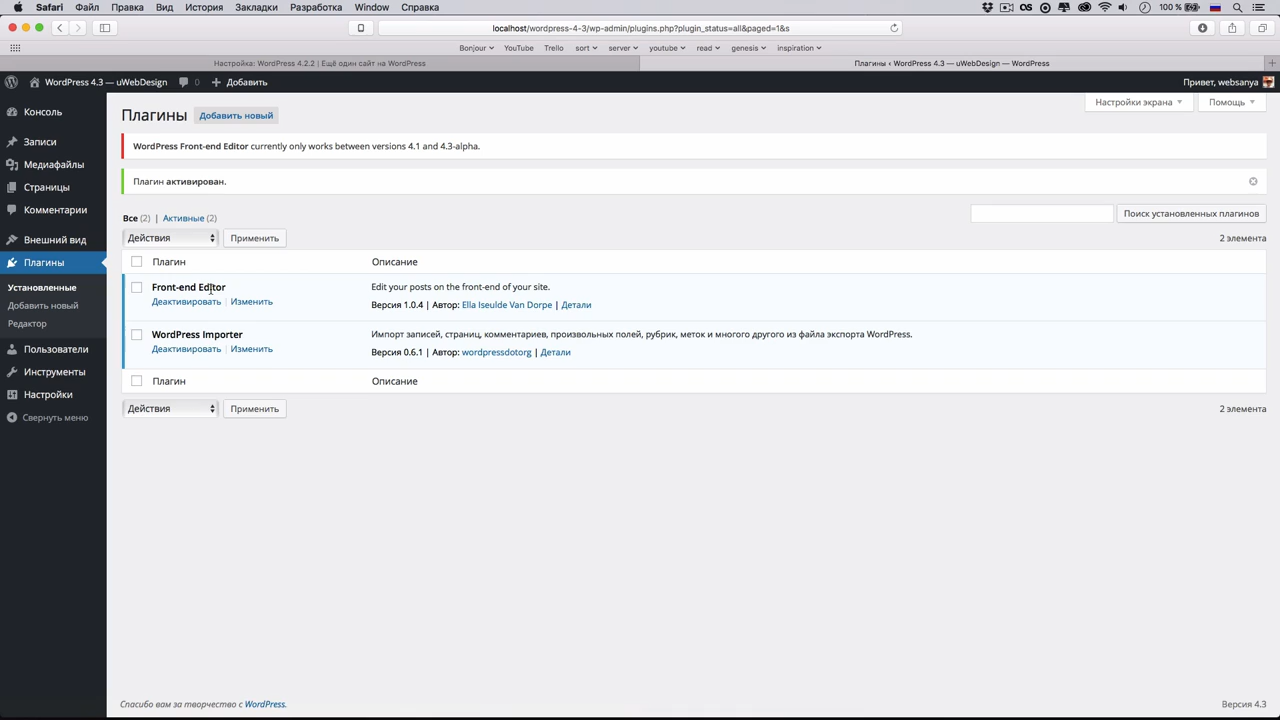 Safari Файл Правка Вид История Закладки Разработка Window Справка 100 %
localhost/wordpress-4-3/wp-admin/plugins.php?plugin_status=all&paged=1&s
Bonjour YouTube Trello sort server youtube read genesis inspiration
Настройка: WordPress 4.2.2 | Ещё один сайт на WordPress Плагины ‹ WordPress 4.3 — uWebDesign — WordPress
WordPress 4.3 — uWebDesign 0 Добавить Привет, websanya
Консоль
Записи
Медиафайлы
Страницы
Комментарии
Внешний вид
Плагины
Установленные
Добавить новый
Редактор
Пользователи
Инструменты
Настройки
Свернуть меню
Настройки экрана Помощь
Плагины Добавить новый
WordPress Front-end Editor currently only works between versions 4.1 and 4.3-alpha.
Плагин активирован.
Все (2) | Активные (2)
Поиск установленных плагинов
Действия Применить 2 элемента
Плагин Описание
Front-end Editor Edit your posts on the front-end of your site.
Деактивировать | Изменить Версия 1.0.4 | Автор: Ella Iseulde Van Dorpe | Детали
WordPress Importer Импорт записей, страниц, комментариев, произвольных полей, рубрик, меток и многого другого из файла экспорта WordPress.
Деактивировать | Изменить Версия 0.6.1 | Автор: wordpressdotorg | Детали
Плагин Описание
Действия Применить 2 элемента
Спасибо вам за творчество с WordPress. Версия 4.3